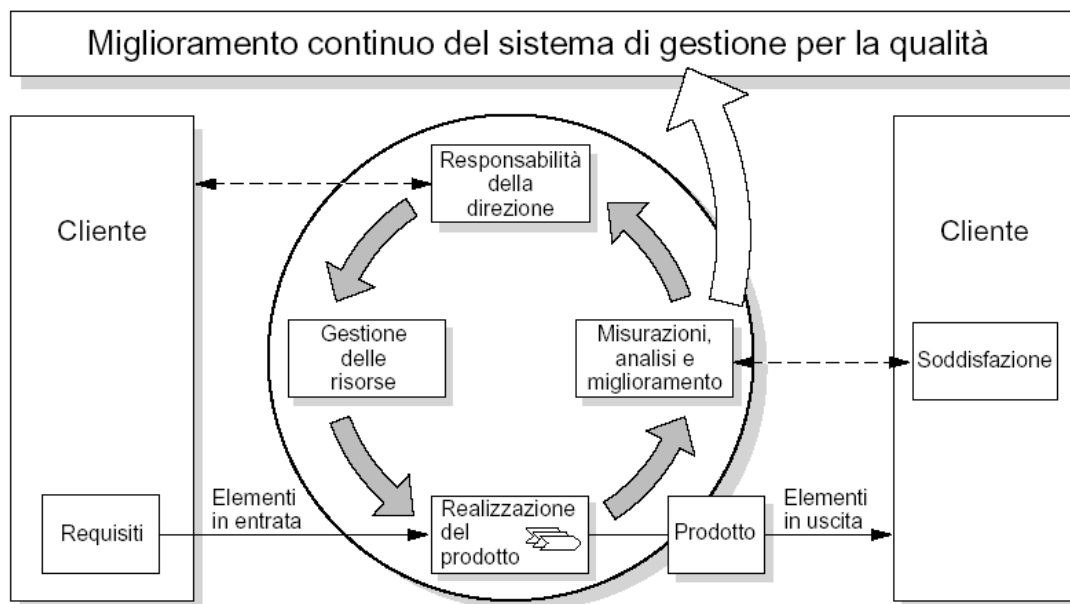 Miglioramento continuo del sistema di gestione per la qualità
Cliente
Responsabilità
della
direzione
Cliente
Gestione
delle
risorse
Misurazioni,
analisi e
miglioramento
Soddisfazione
Requisiti
Elementi
in entrata
Realizzazione
del
prodotto
Prodotto
Elementi
in uscita